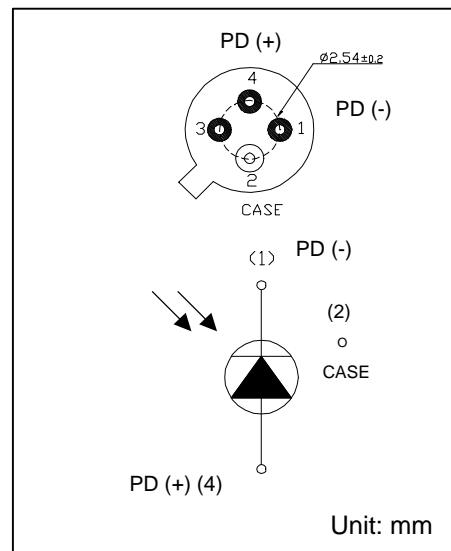 PD (+)
Ø2.54±0.2
4
PD (-)
3
1
2
CASE
(1) PD (-)
(2)
CASE
PD (+) (4)
Unit: mm